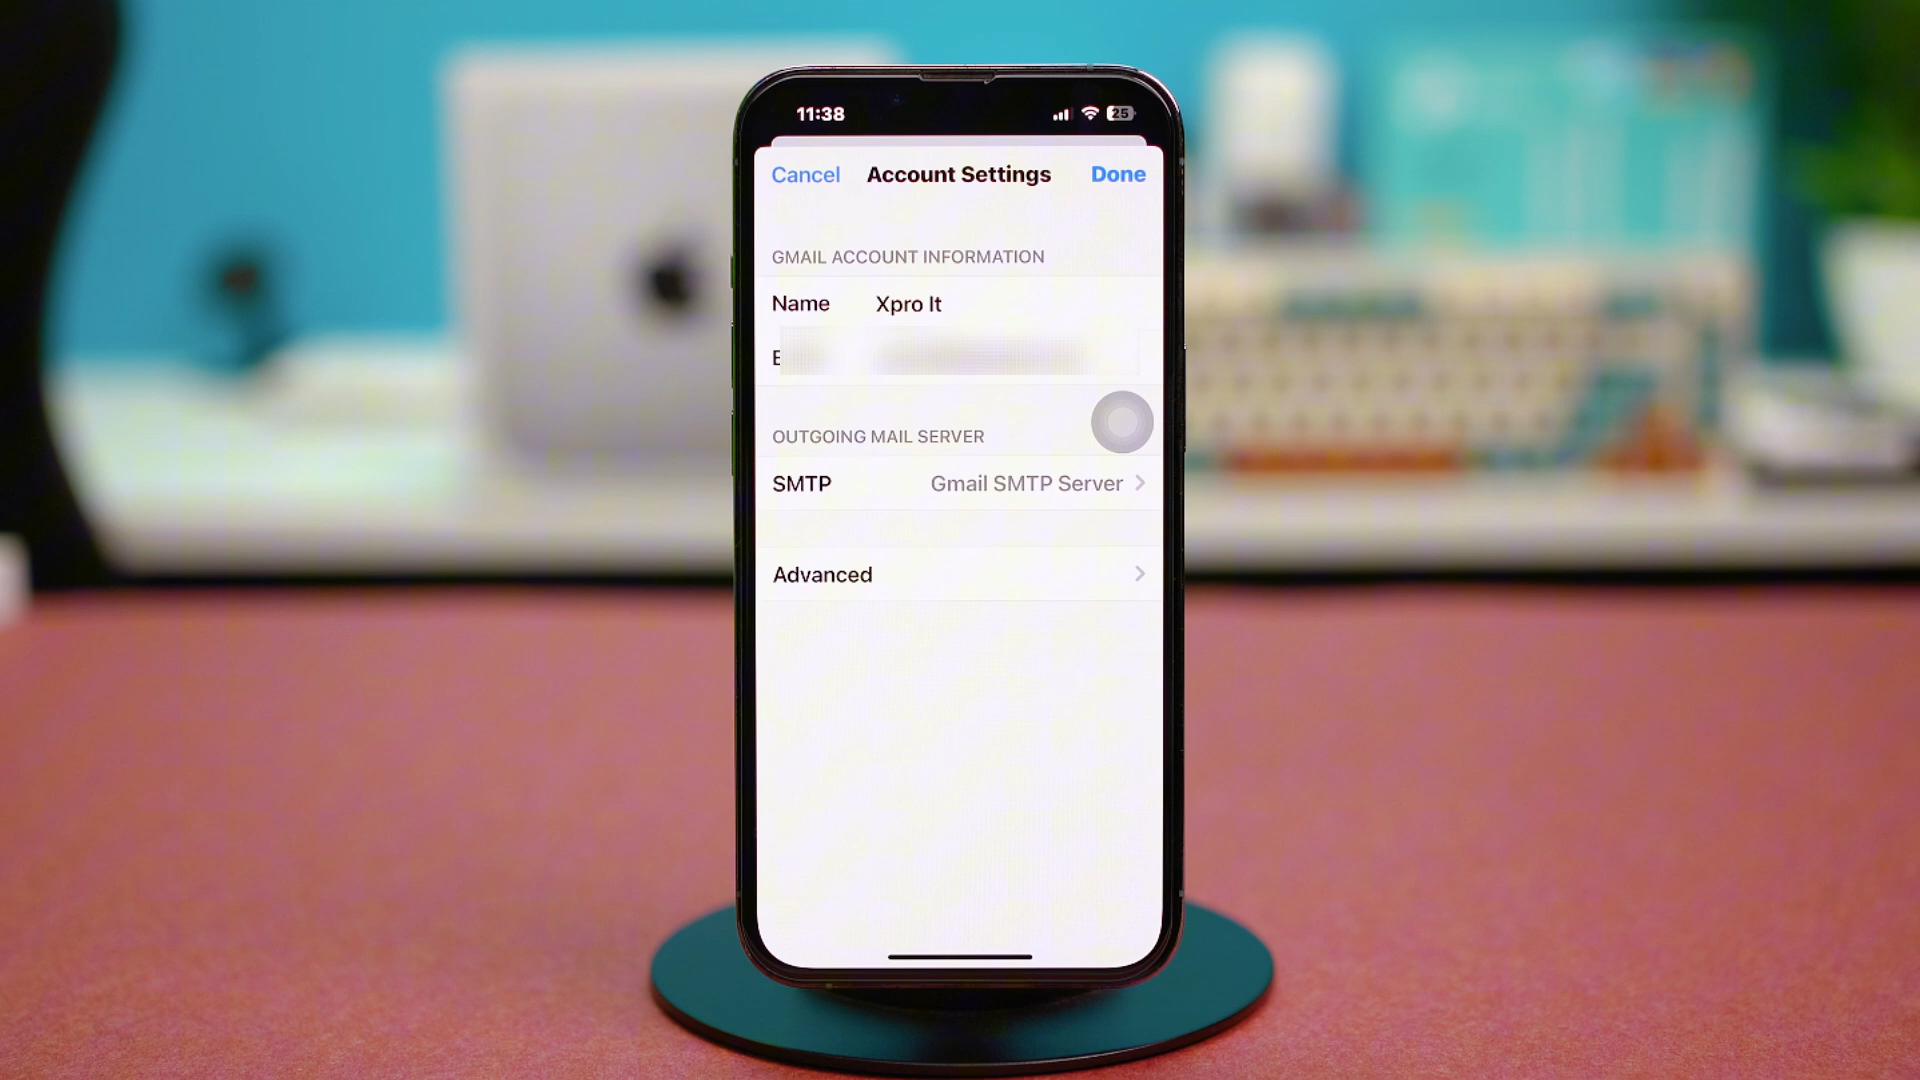 11:38
25
Cancel Account Settings Done
GMAIL ACCOUNT INFORMATION
Name Xpro It
E
OUTGOING MAIL SERVER
SMTP Gmail SMTP Server
Advanced